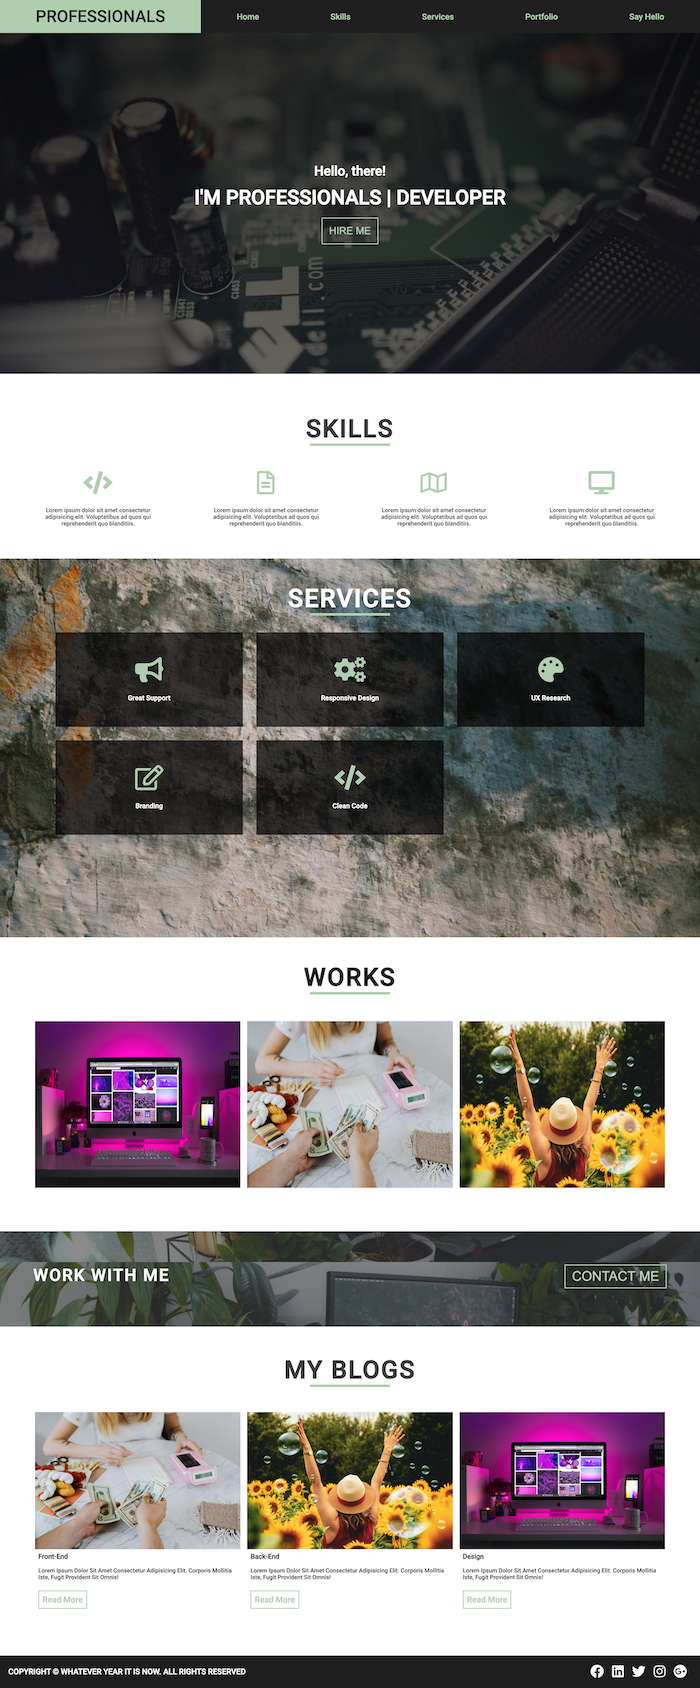 PROFESSIONALS
Home
Skills
Services
Portfolio
Say Hello
Hello, there!
I'M PROFESSIONALS | DEVELOPER
HIRE ME
SKILLS
Lorem ipsum dolor sit amet consectetur
adipisicing elit. Voluptatibus ad quos qui
reprehenderit quo blanditiis.
Lorem ipsum dolor sit amet consectetur
adipisicing elit. Voluptatibus ad quos qui
reprehenderit quo blanditiis.
Lorem ipsum dolor sit amet consectetur
adipisicing elit. Voluptatibus ad quos qui
reprehenderit quo blanditiis.
Lorem ipsum dolor sit amet consectetur
adipisicing elit. Voluptatibus ad quos qui
reprehenderit quo blanditiis.
SERVICES
Great Support
Responsive Design
UX Research
Branding
Clean Code
WORKS
WORK WITH ME
CONTACT ME
MY BLOGS
Front-End
Lorem Ipsum Dolor Sit Amet Consectetur Adipisicing Elit. Corporis Mollitia
Iste, Fugit Provident Sit Omnis!
Read More
Back-End
Lorem Ipsum Dolor Sit Amet Consectetur Adipisicing Elit. Corporis Mollitia
Iste, Fugit Provident Sit Omnis!
Read More
Design
Lorem Ipsum Dolor Sit Amet Consectetur Adipisicing Elit. Corporis Mollitia
Iste, Fugit Provident Sit Omnis!
Read More
COPYRIGHT © WHATEVER YEAR IT IS NOW. ALL RIGHTS RESERVED